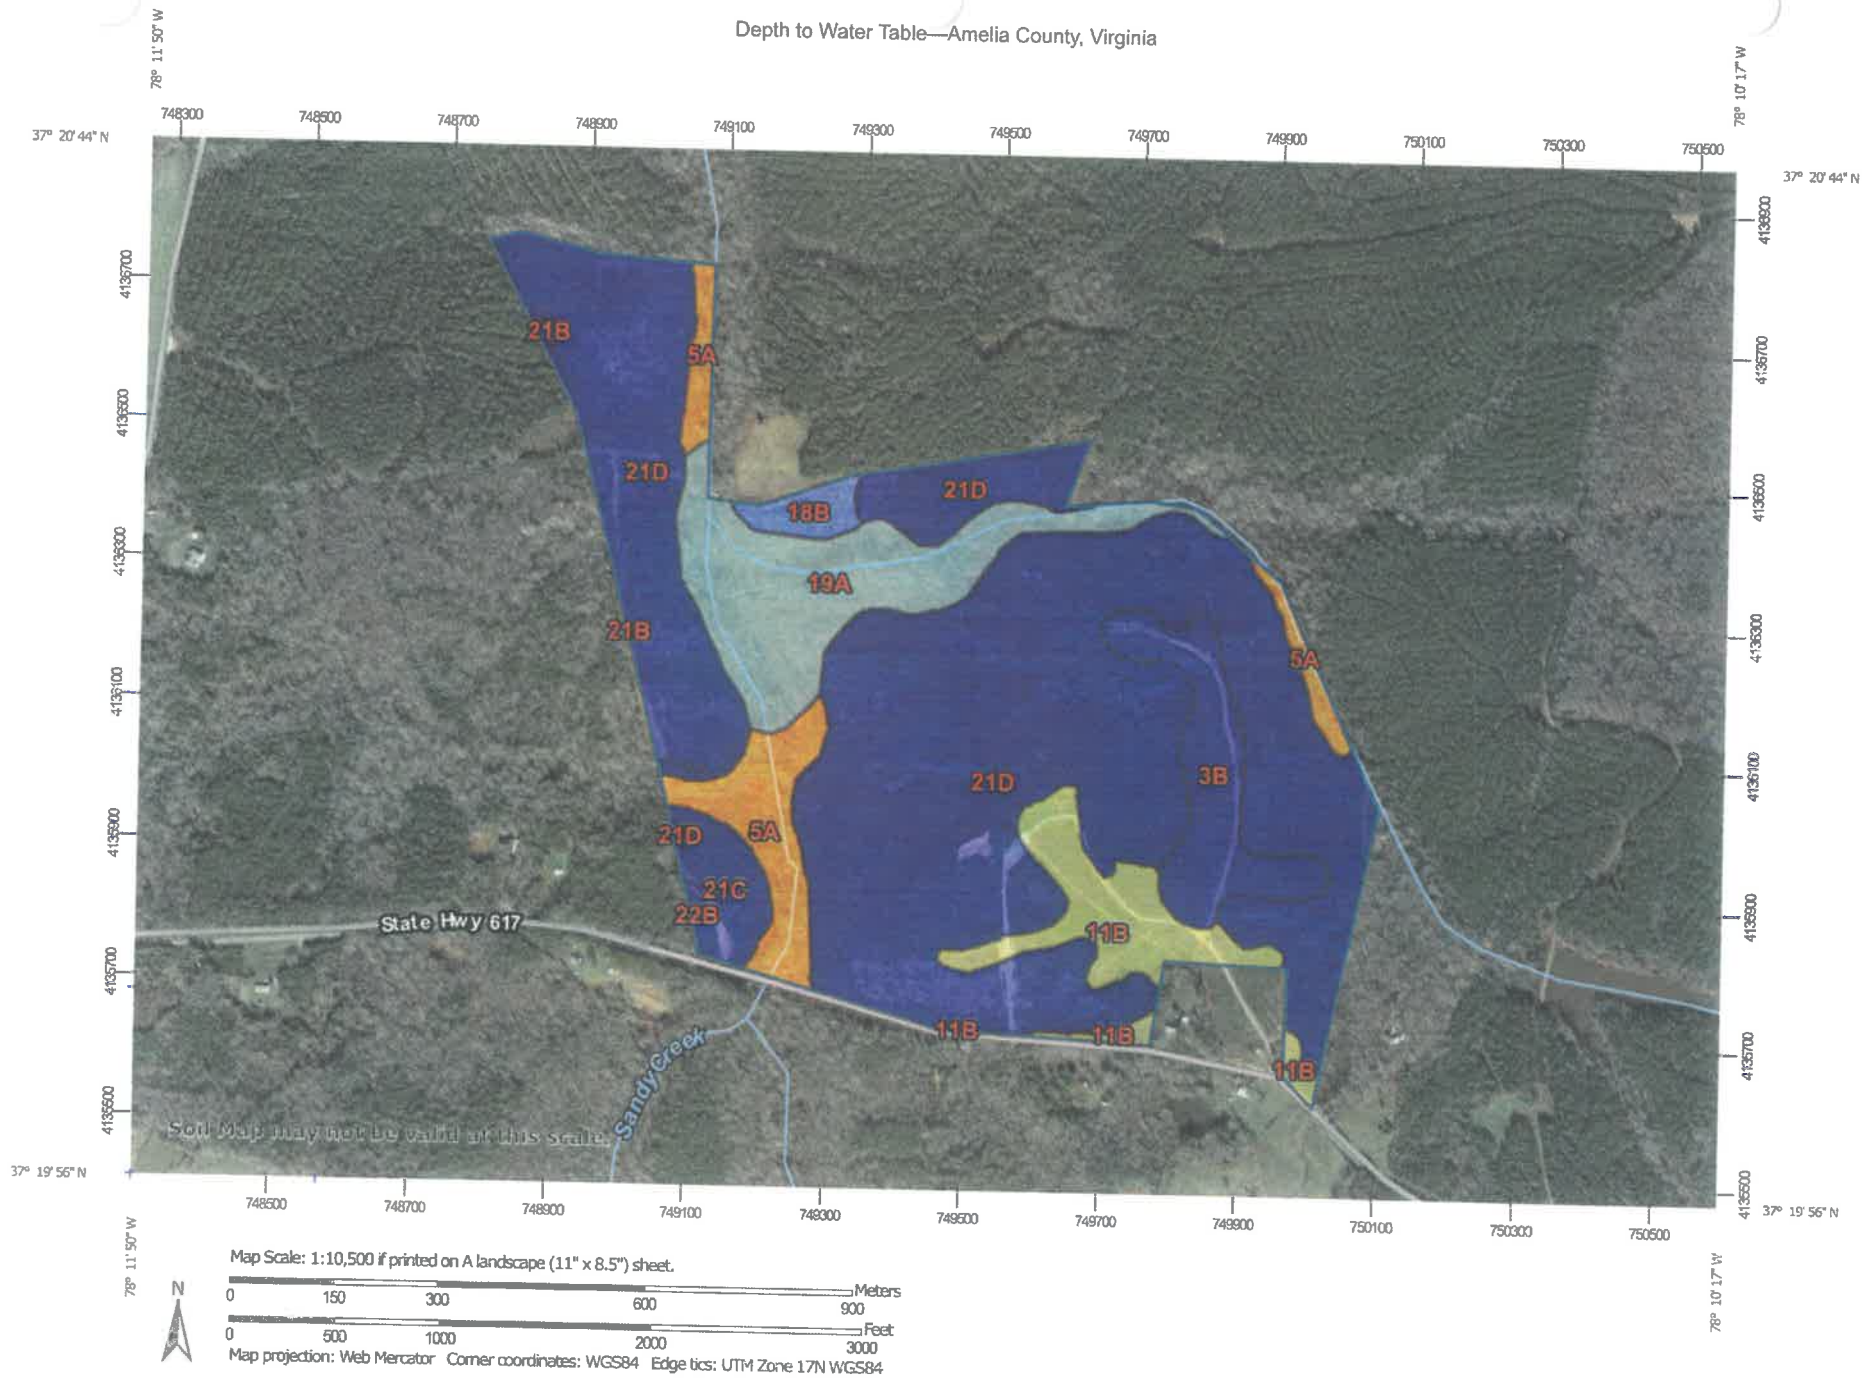 Depth to Water Table—Amelia County, Virginia
78° 11' 50" W
78° 10' 17" W
748300 748500 748700 748900 749100 749300 749500 749700 749900 750100 750300 750500
37° 20' 44" N
37° 20' 44" N
4136700
4136500
4136300
4136100
4135900
4135700
4135500
4136900
4136700
4136500
4136300
4136100
4135900
4135700
4135500
21B
5A
21D
21D
18B
19A
21B
5A
21D
3B
21D
5A
21C
22B
State Hwy 617
11B
11B
11B
11B
Sandy Creek
Soil Map may not be valid at this scale.
37° 19' 56" N
37° 19' 56" N
748500 748700 748900 749100 749300 749500 749700 749900 750100 750300 750500
78° 11' 50" W
78° 10' 17" W
Map Scale: 1:10,500 if printed on A landscape (11" x 8.5") sheet.
N
Meters
0 150 300 600 900
Feet
0 500 1000 2000 3000
Map projection: Web Mercator Corner coordinates: WGS84 Edge tics: UTM Zone 17N WGS84